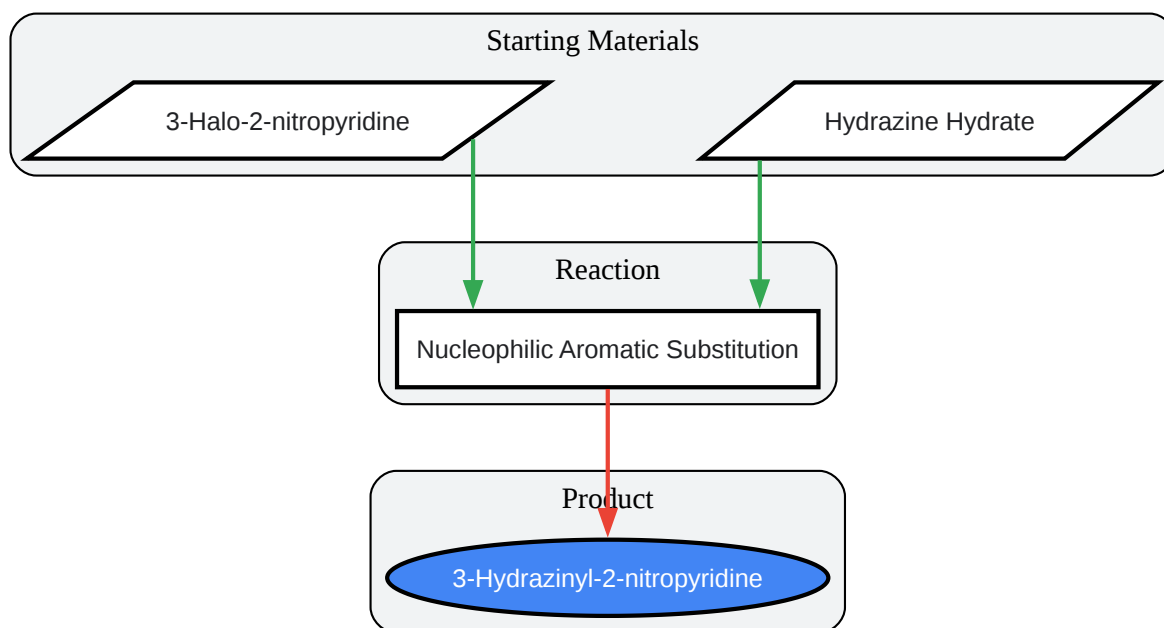 Starting Materials
3-Halo-2-nitropyridine
Hydrazine Hydrate
Reaction
Nucleophilic Aromatic Substitution
Product
3-Hydrazinyl-2-nitropyridine